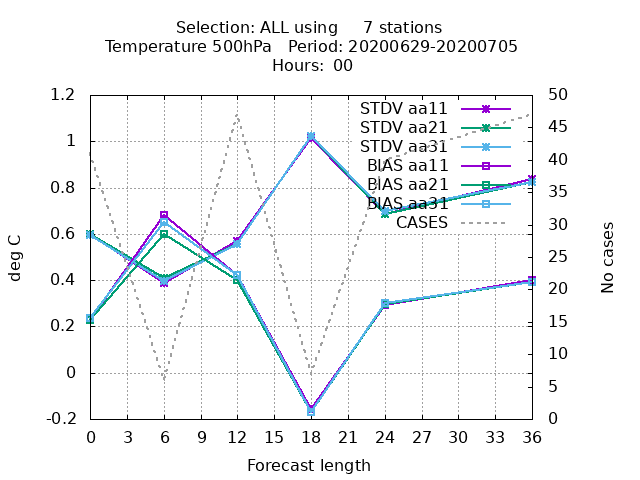 Selection: ALL using     7 stations
Temperature 500hPa   Period: 20200629-20200705
Hours:  00
STDV aa11
STDV aa21
STDV aa31
BIAS aa11
BIAS aa21
BIAS aa31
CASES
1.2
1
0.8
0.6
0.4
0.2
0
-0.2
deg C
50
45
40
35
30
25
20
15
10
5
0
No cases
0 3 6 9 12 15 18 21 24 27 30 33 36
Forecast length